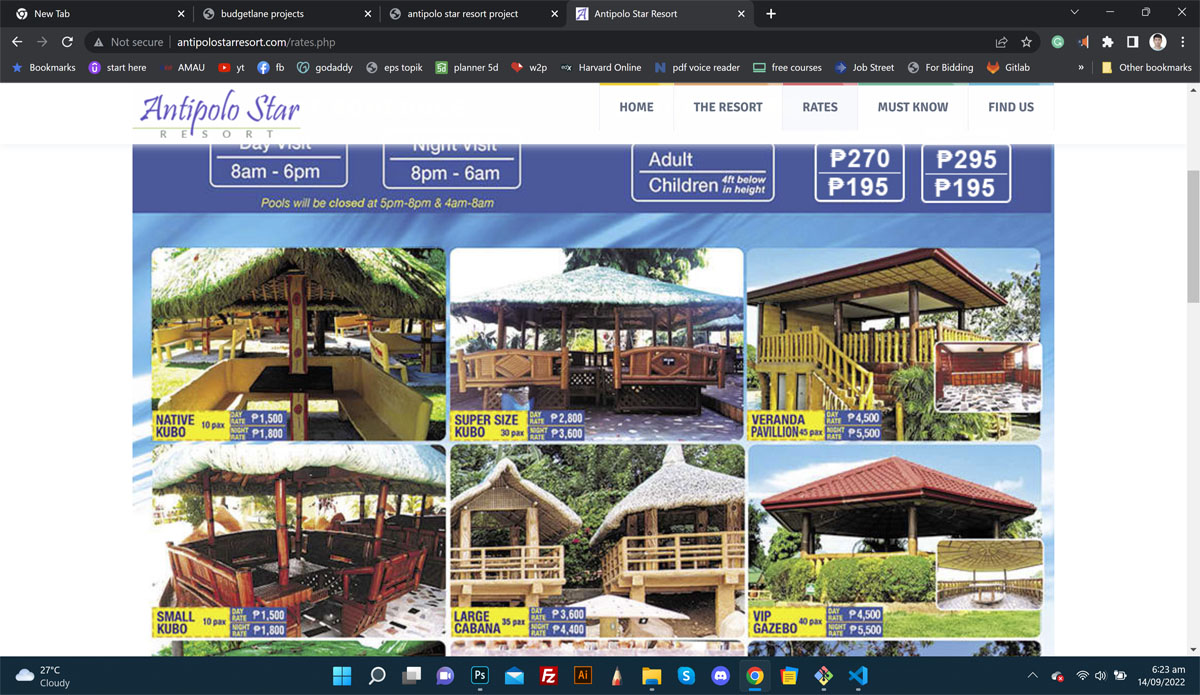 New Tab
budgetlane projects
antipolo star resort project
Antipolo Star Resort
Not secure antipolostarresort.com/rates.php
Bookmarks start here AMAU yt fb godaddy eps topik planner 5d w2p Harvard Online pdf voice reader free courses Job Street For Bidding Gitlab » Other bookmarks
Antipolo Star
RESORT
HOME THE RESORT RATES MUST KNOW FIND US
Day Visit
8am - 6pm
Night Visit
8pm - 6am
Adult
Children 4ft below in height
₱270
₱195
₱295
₱195
Pools will be closed at 5pm-8pm & 4am-8am
NATIVE KUBO 10 pax
DAY RATE ₱1,500
NIGHT RATE ₱1,800
SUPER SIZE KUBO 30 pax
DAY RATE ₱2,800
NIGHT RATE ₱3,600
VERANDA PAVILLION 45 pax
DAY RATE ₱4,500
NIGHT RATE ₱5,500
SMALL KUBO 10 pax
DAY RATE ₱1,500
NIGHT RATE ₱1,800
LARGE CABANA 35 pax
DAY RATE ₱3,600
NIGHT RATE ₱4,400
VIP GAZEBO 40 pax
DAY RATE ₱4,500
NIGHT RATE ₱5,500
27°C
Cloudy
Ps
Fz
Ai
S
6:23 am
14/09/2022